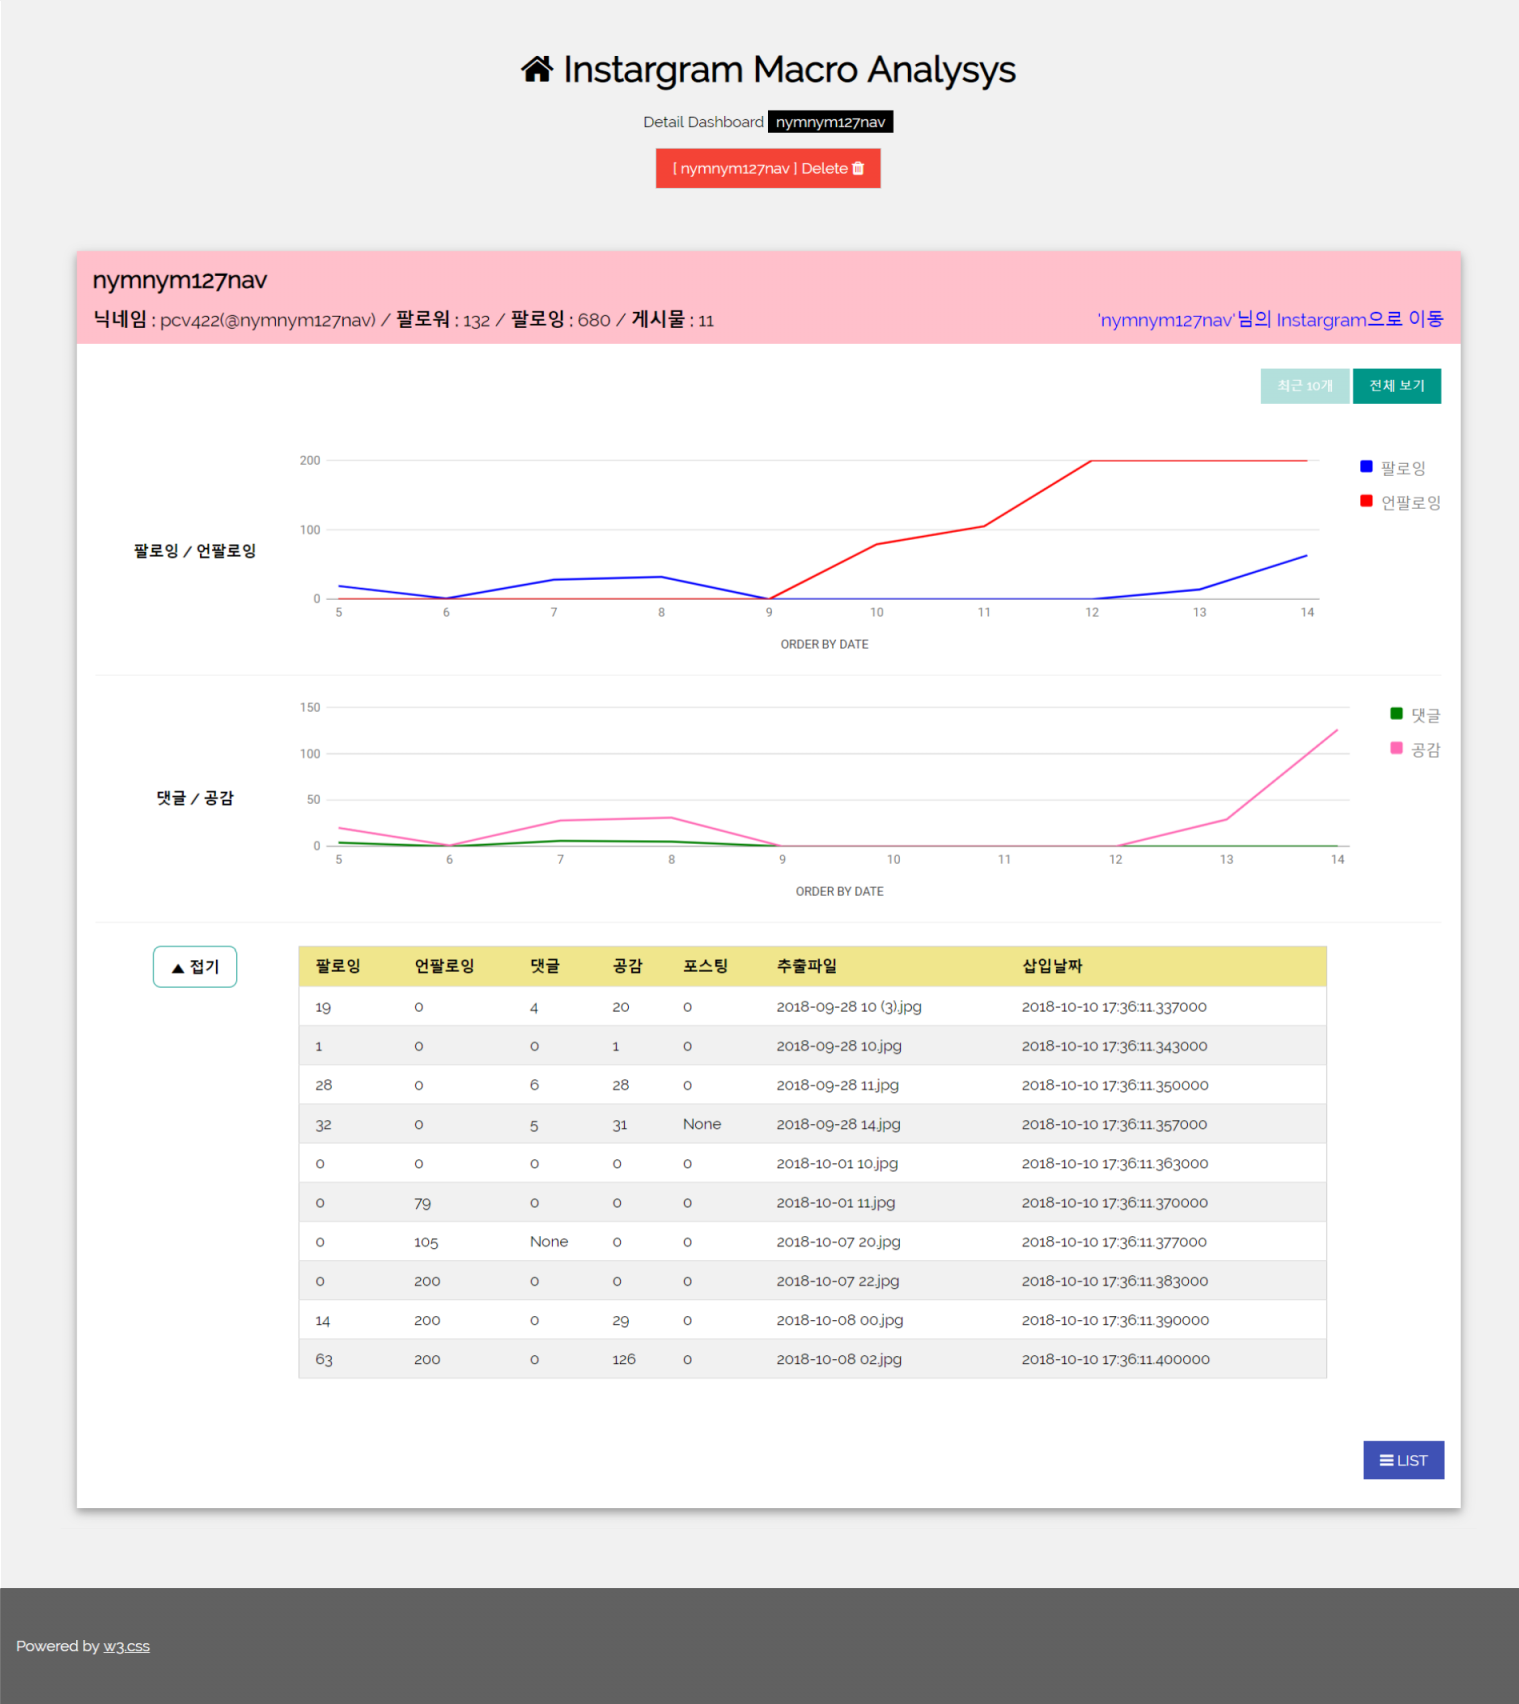 Instargram Macro Analysys
Detail Dashboard nymnym127nav
[ nymnym127nav ] Delete
nymnym127nav
닉네임 : pcv422(@nymnym127nav) / 팔로워 : 132 / 팔로잉 : 680 / 게시물 : 11
'nymnym127nav'님의 Instargram으로 이동
최근 10개 전체 보기
팔로잉 / 언팔로잉
200
100
0
5 6 7 8 9 10 11 12 13 14
ORDER BY DATE
팔로잉
언팔로잉
댓글 / 공감
150
100
50
0
5 6 7 8 9 10 11 12 13 14
ORDER BY DATE
댓글
공감
▲ 접기
팔로잉 언팔로잉 댓글 공감 포스팅 추출파일 삽입날짜
19 0 4 20 0 2018-09-28 10 (3).jpg 2018-10-10 17:36:11.337000
1 0 0 1 0 2018-09-28 10.jpg 2018-10-10 17:36:11.343000
28 0 6 28 0 2018-09-28 11.jpg 2018-10-10 17:36:11.350000
32 0 5 31 None 2018-09-28 14.jpg 2018-10-10 17:36:11.357000
0 0 0 0 0 2018-10-01 10.jpg 2018-10-10 17:36:11.363000
0 79 0 0 0 2018-10-01 11.jpg 2018-10-10 17:36:11.370000
0 105 None 0 0 2018-10-07 20.jpg 2018-10-10 17:36:11.377000
0 200 0 0 0 2018-10-07 22.jpg 2018-10-10 17:36:11.383000
14 200 0 29 0 2018-10-08 00.jpg 2018-10-10 17:36:11.390000
63 200 0 126 0 2018-10-08 02.jpg 2018-10-10 17:36:11.400000
LIST
Powered by w3.css